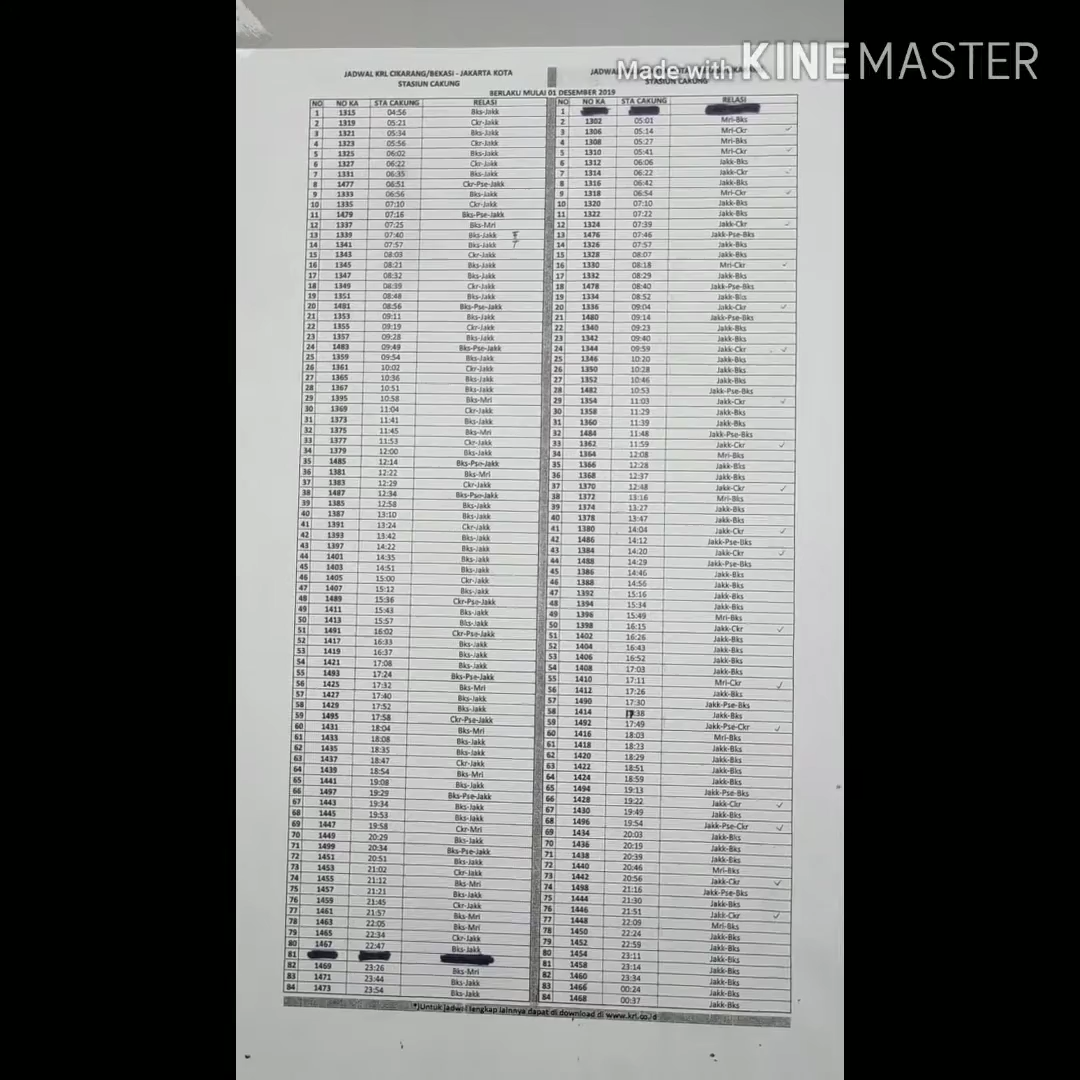 Made with KINEMASTER
JADWAL KRL CIKARANG/BEKASI - JAKARTA KOTA
STASIUN CAKUNG
BERLAKU MULAI 01 DESEMBER 2019
NO NO KA STA CAKUNG RELASI
1 1315 04:56 Bks-Jakk
2 1319 05:21 Ckr-Jakk
3 1321 05:34 Bks-Jakk
4 1323 05:56 Ckr-Jakk
5 1325 06:02 Bks-Jakk
6 1327 06:22 Ckr-Jakk
7 1331 06:35 Bks-Jakk
8 1477 06:51 Ckr-Pse-Jakk
9 1333 06:56 Bks-Jakk
10 1335 07:10 Ckr-Jakk
11 1479 07:16 Bks-Pse-Jakk
12 1337 07:25 Bks-Mri
13 1339 07:40 Bks-Jakk
14 1341 07:57 Bks-Jakk
15 1343 08:03 Ckr-Jakk
16 1345 08:21 Bks-Jakk
17 1347 08:32 Bks-Jakk
18 1349 08:39 Ckr-Jakk
19 1351 08:48 Bks-Jakk
20 1481 08:56 Bks-Pse-Jakk
21 1353 09:11 Bks-Jakk
22 1355 09:19 Ckr-Jakk
23 1357 09:28 Bks-Jakk
24 1483 09:49 Bks-Pse-Jakk
25 1359 09:54 Bks-Jakk
26 1361 10:02 Ckr-Jakk
27 1365 10:36 Bks-Jakk
28 1367 10:51 Bks-Jakk
29 1395 10:58 Bks-Mri
30 1369 11:04 Ckr-Jakk
31 1373 11:41 Bks-Jakk
32 1375 11:45 Bks-Mri
33 1377 11:53 Ckr-Jakk
34 1379 12:00 Bks-Jakk
35 1485 12:14 Bks-Pse-Jakk
36 1381 12:22 Bks-Mri
37 1383 12:29 Ckr-Jakk
38 1487 12:34 Bks-Pse-Jakk
39 1385 12:58 Bks-Jakk
40 1387 13:10 Bks-Jakk
41 1391 13:24 Ckr-Jakk
42 1393 13:42 Bks-Jakk
43 1397 14:22 Bks-Jakk
44 1401 14:35 Bks-Jakk
45 1403 14:51 Bks-Jakk
46 1405 15:00 Ckr-Jakk
47 1407 15:12 Bks-Jakk
48 1489 15:36 Ckr-Pse-Jakk
49 1411 15:43 Bks-Jakk
50 1413 15:57 Bks-Jakk
51 1491 16:02 Ckr-Pse-Jakk
52 1417 16:33 Bks-Jakk
53 1419 16:37 Bks-Jakk
54 1421 17:08 Bks-Jakk
55 1493 17:24 Bks-Pse-Jakk
56 1425 17:32 Bks-Mri
57 1427 17:40 Bks-Jakk
58 1429 17:52 Bks-Jakk
59 1495 17:58 Ckr-Pse-Jakk
60 1431 18:04 Bks-Mri
61 1433 18:08 Bks-Jakk
62 1435 18:35 Bks-Jakk
63 1437 18:47 Ckr-Jakk
64 1439 18:54 Bks-Mri
65 1441 19:08 Bks-Jakk
66 1497 19:29 Bks-Pse-Jakk
67 1443 19:34 Bks-Jakk
68 1445 19:53 Bks-Jakk
69 1447 19:58 Ckr-Mri
70 1449 20:29 Bks-Jakk
71 1499 20:34 Bks-Pse-Jakk
72 1451 20:51 Bks-Jakk
73 1453 21:02 Ckr-Jakk
74 1455 21:12 Bks-Mri
75 1457 21:21 Bks-Jakk
76 1459 21:45 Ckr-Jakk
77 1461 21:57 Bks-Mri
78 1463 22:05 Bks-Mri
79 1465 22:34 Ckr-Jakk
80 1467 22:47 Bks-Jakk
81
82 1469 23:26 Bks-Mri
83 1471 23:44 Bks-Jakk
84 1473 23:54 Bks-Jakk
JADWAL
STASIUN CAKUNG
NO NO KA STA CAKUNG RELASI
1
2 1302 05:01 Mri-Bks
3 1306 05:14 Mri-Ckr ✓
4 1308 05:27 Mri-Bks
5 1310 05:41 Mri-Ckr ✓
6 1312 06:06 Jakk-Bks
7 1314 06:22 Jakk-Ckr ✓
8 1316 06:42 Jakk-Bks
9 1318 06:54 Mri-Ckr ✓
10 1320 07:10 Jakk-Bks
11 1322 07:22 Jakk-Bks
12 1324 07:39 Jakk-Ckr ✓
13 1476 07:46 Jakk-Pse-Bks
14 1326 07:57 Jakk-Bks
15 1328 08:07 Jakk-Bks
16 1330 08:18 Mri-Ckr ✓
17 1332 08:29 Jakk-Bks
18 1478 08:40 Jakk-Pse-Bks
19 1334 08:52 Jakk-Bks
20 1336 09:04 Jakk-Ckr ✓
21 1480 09:14 Jakk-Pse-Bks
22 1340 09:23 Jakk-Bks
23 1342 09:40 Jakk-Bks
24 1344 09:59 Jakk-Ckr ✓
25 1346 10:20 Jakk-Bks
26 1350 10:28 Jakk-Bks
27 1352 10:46 Jakk-Bks
28 1482 10:53 Jakk-Pse-Bks
29 1354 11:03 Jakk-Ckr ✓
30 1358 11:29 Jakk-Bks
31 1360 11:39 Jakk-Bks
32 1484 11:48 Jakk-Pse-Bks
33 1362 11:59 Jakk-Ckr ✓
34 1364 12:08 Mri-Bks
35 1366 12:28 Jakk-Bks
36 1368 12:37 Jakk-Bks
37 1370 12:48 Jakk-Ckr ✓
38 1372 13:16 Mri-Bks
39 1374 13:27 Jakk-Bks
40 1378 13:47 Jakk-Bks
41 1380 14:04 Jakk-Ckr ✓
42 1486 14:12 Jakk-Pse-Bks
43 1384 14:20 Jakk-Ckr ✓
44 1488 14:29 Jakk-Pse-Bks
45 1386 14:46 Jakk-Bks
46 1388 14:56 Jakk-Bks
47 1392 15:16 Jakk-Bks
48 1394 15:34 Jakk-Bks
49 1396 15:49 Mri-Bks
50 1398 16:15 Jakk-Ckr ✓
51 1402 16:26 Jakk-Bks
52 1404 16:43 Jakk-Bks
53 1406 16:52 Jakk-Bks
54 1408 17:03 Jakk-Bks
55 1410 17:11 Mri-Ckr ✓
56 1412 17:26 Jakk-Bks
57 1490 17:30 Jakk-Pse-Bks
58 1414 17:38 Jakk-Bks
59 1492 17:49 Jakk-Pse-Ckr ✓
60 1416 18:03 Mri-Bks
61 1418 18:23 Jakk-Bks
62 1420 18:29 Jakk-Bks
63 1422 18:51 Jakk-Bks
64 1424 18:59 Jakk-Bks
65 1494 19:13 Jakk-Pse-Bks
66 1428 19:22 Jakk-Ckr ✓
67 1430 19:49 Jakk-Bks
68 1496 19:54 Jakk-Pse-Ckr ✓
69 1434 20:03 Jakk-Bks
70 1436 20:19 Jakk-Bks
71 1438 20:39 Jakk-Bks
72 1440 20:46 Mri-Bks
73 1442 20:56 Jakk-Ckr ✓
74 1498 21:16 Jakk-Pse-Bks
75 1444 21:30 Jakk-Bks
76 1446 21:51 Jakk-Ckr ✓
77 1448 22:09 Mri-Bks
78 1450 22:24 Jakk-Bks
79 1452 22:59 Jakk-Bks
80 1454 23:11 Jakk-Bks
81 1458 23:14 Jakk-Bks
82 1460 23:34 Jakk-Bks
83 1466 00:24 Jakk-Bks
84 1468 00:37 Jakk-Bks
*)Untuk jadwal lengkap lainnya dapat di download di www.krl.co.id